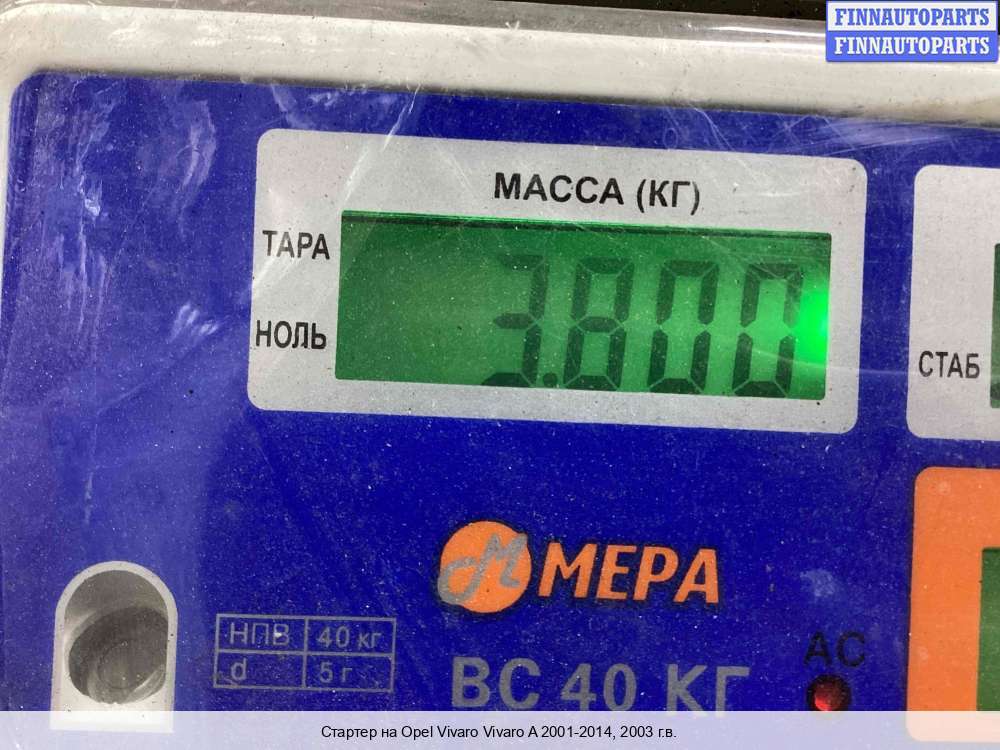 FINNAUTOPARTS
FINNAUTOPARTS
МАССА (КГ)
ТАРА
3.800
НОЛЬ
СТАБ
М МЕРА
НПВ 40 кг
d 5 г
ВС 40 КГ
AC
Стартер на Opel Vivaro Vivaro A 2001-2014, 2003 г.в.